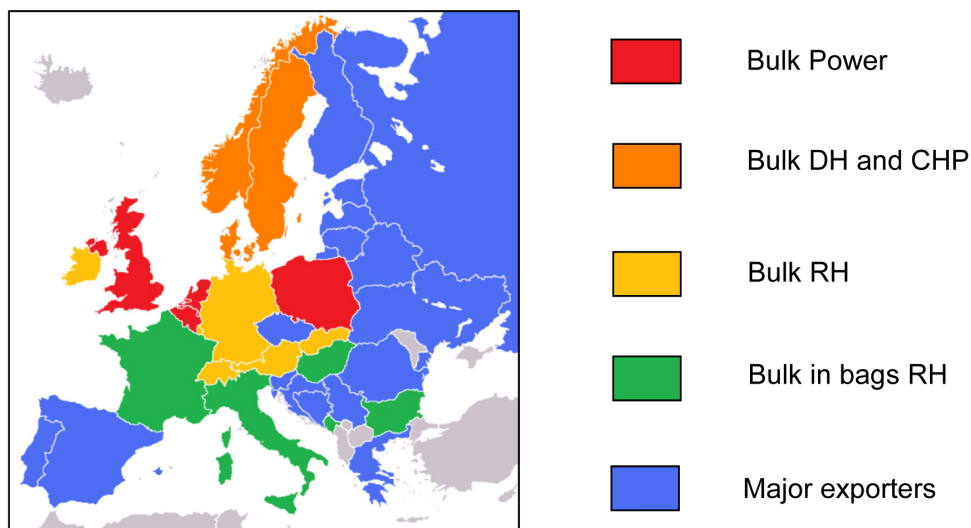 Bulk Power
Bulk DH and CHP
Bulk RH
Bulk in bags RH
Major exporters